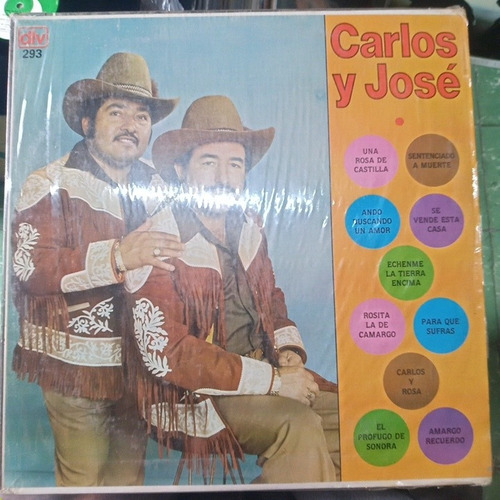 dlv
293
Carlos
y José
UNA
ROSA DE
CASTILLA
SENTENCIADO
A MUERTE
ANDO
BUSCANDO
UN AMOR
SE
VENDE ESTA
CASA
ECHENME
LA TIERRA
ENCIMA
ROSITA
LA DE
CAMARGO
PARA QUE
SUFRAS
CARLOS
Y
ROSA
EL
PROFUGO DE
SONORA
AMARGO
RECUERDO